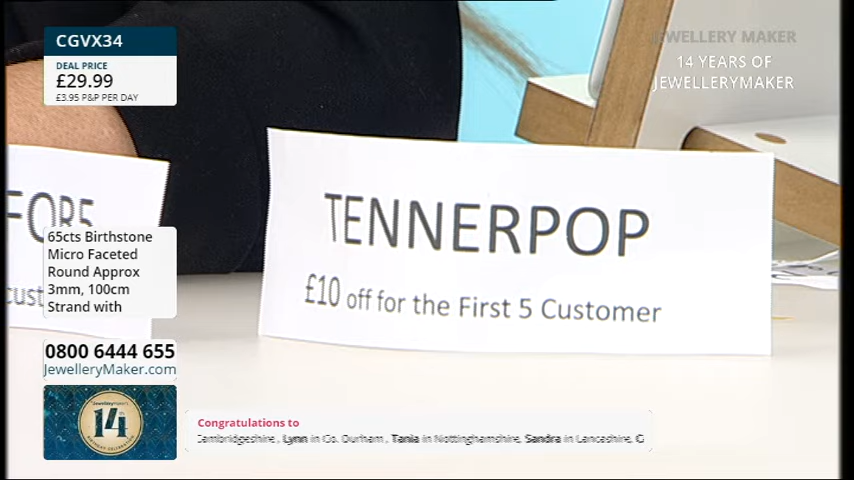 CGVX34
DEAL PRICE
£29.99
£3.95 P&P PER DAY
JEWELLERY MAKER
14 YEARS OF
JEWELLERYMAKER
TENNERPOP
£10 off for the First 5 Customer
65cts Birthstone
Micro Faceted
Round Approx
3mm, 100cm
Strand with
0800 6444 655
JewelleryMaker.com
14
Congratulations to
Cambridgeshire, Lynn in Co. Durham, Tania in Nottinghamshire, Sandra in Lancashire, G